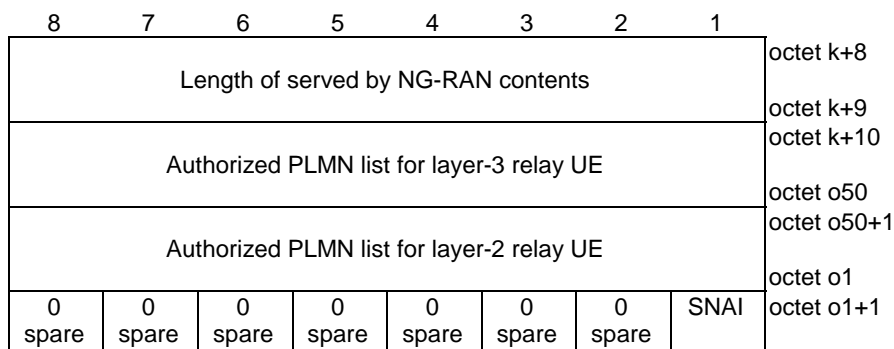 8 7 6 5 4 3 2 1
octet k+8
Length of served by NG-RAN contents
octet k+9
octet k+10
Authorized PLMN list for layer-3 relay UE
octet o50
octet o50+1
Authorized PLMN list for layer-2 relay UE
octet o1
0 0 0 0 0 0 0 SNAI octet o1+1
spare spare spare spare spare spare spare